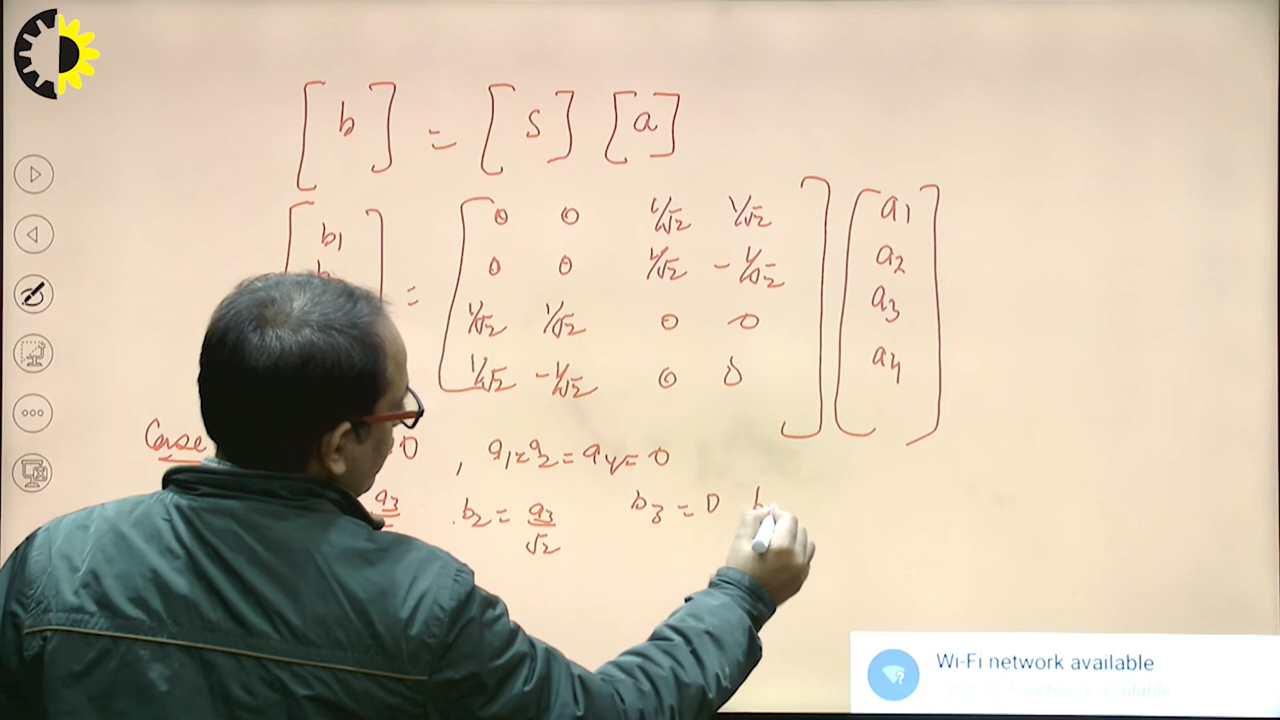 [b] = [S] [a]
b1 = 0 0 1/√2 1/√2 a1
0 0 1/√2 -1/√2 a2
1/√2 1/√2 0 0 a3
1/√2 -1/√2 0 0 a4
Case 0 , a1=a2=a4=0
a3 b2 = a3/√2 b3 = 0 b
Wi-Fi network available